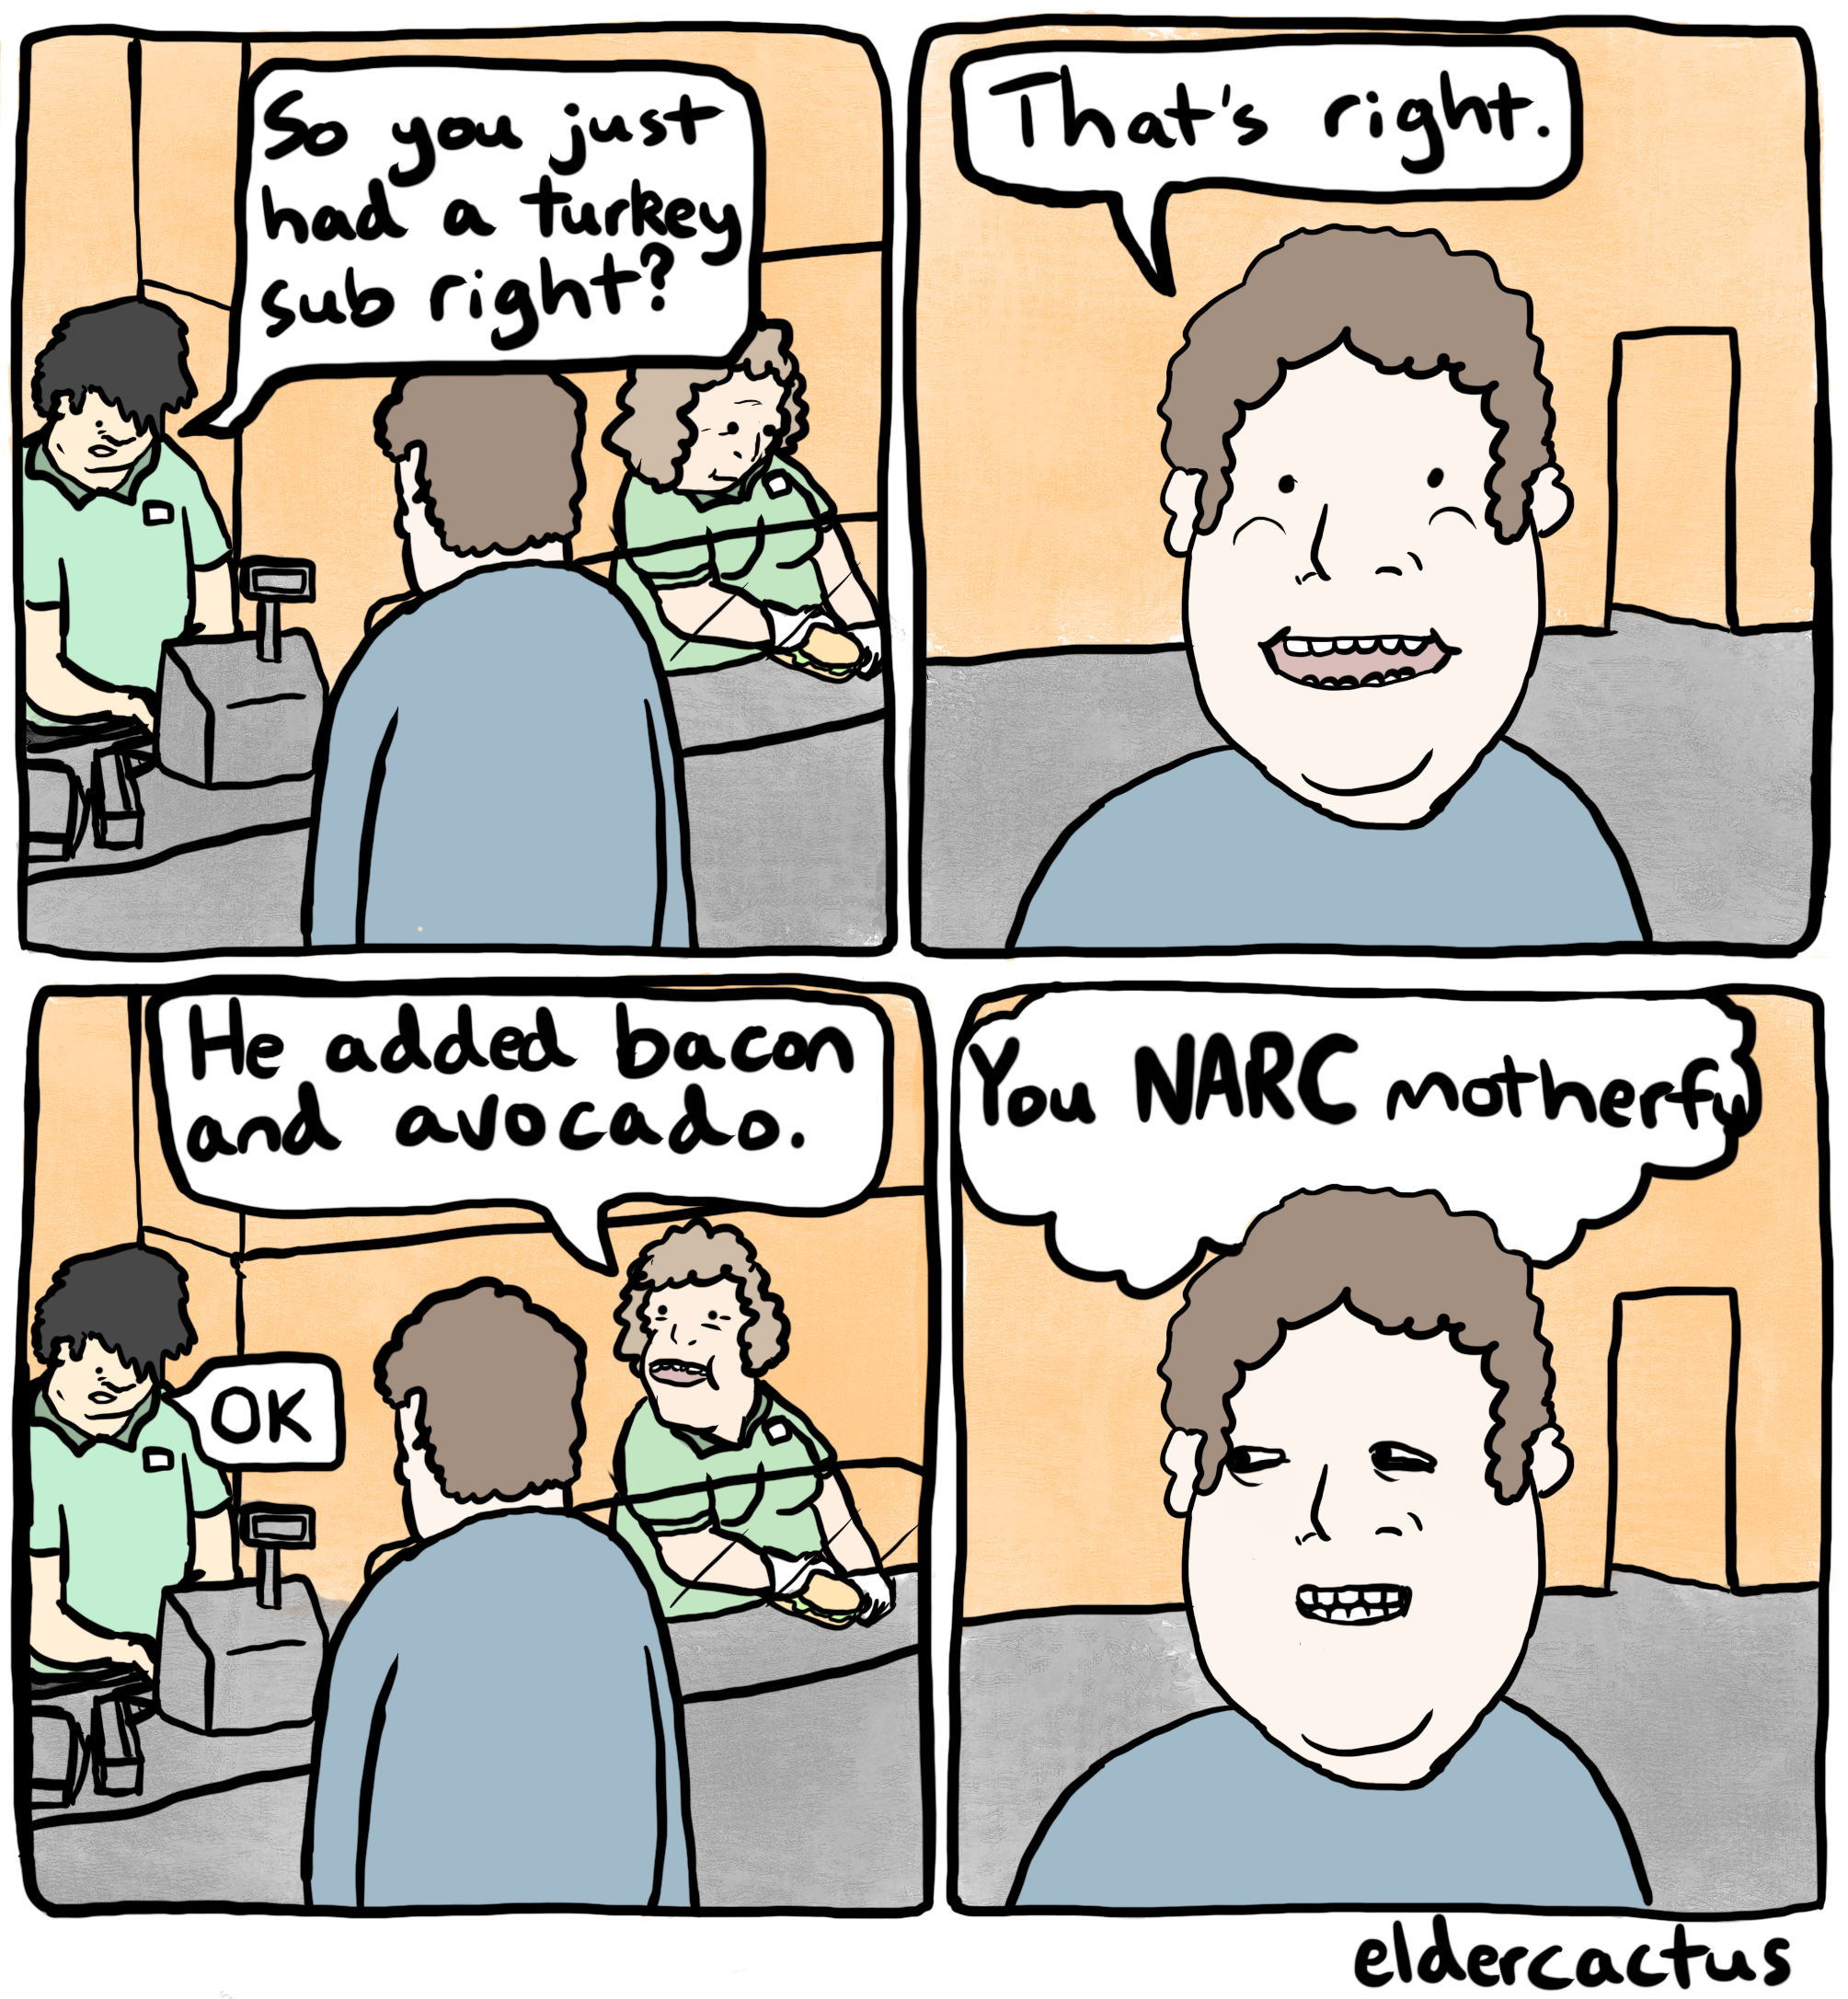 So you just
had a turkey
sub right?
That's right.
He added bacon
and avocado.
OK
You NARC motherfu
eldercactus